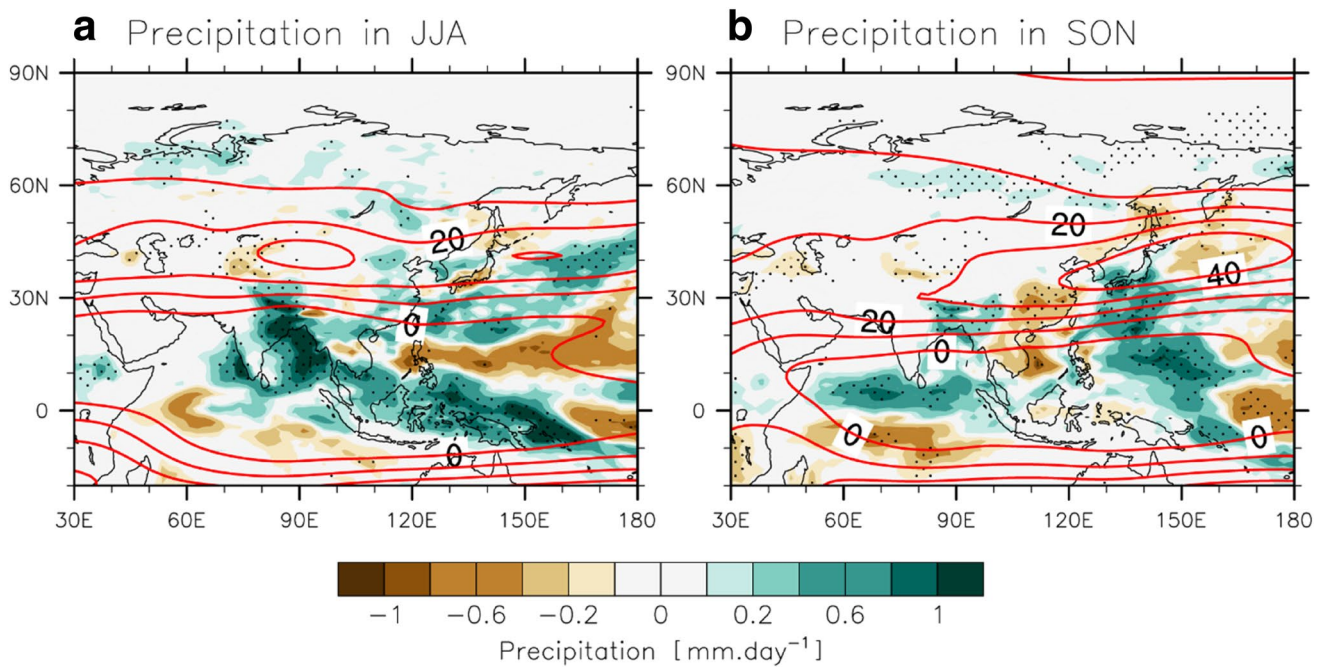 a Precipitation in JJA
b Precipitation in SON
90N
60N
30N
0
20
0
0
30E 60E 90E 120E 150E 180
90N
60N
30N
0
20
40
20
0
0
0
30E 60E 90E 120E 150E 180
−1 −0.6 −0.2 0 0.2 0.6 1
Precipitation [mm.day⁻¹]